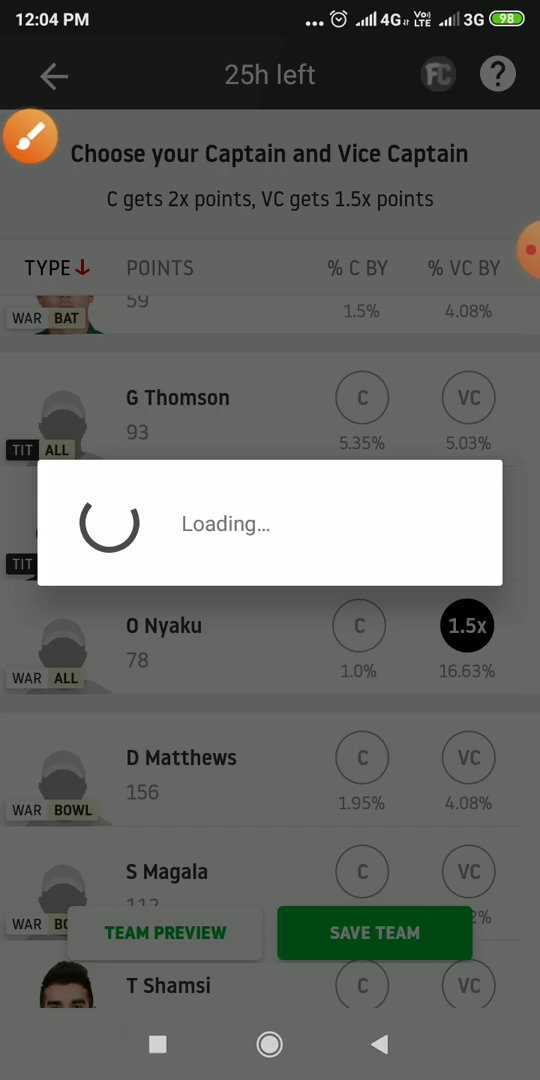 12:04 PM ... 4G VoD LTE 3G 98
25h left FC ?
Choose your Captain and Vice Captain
C gets 2x points, VC gets 1.5x points
TYPE POINTS % C BY % VC BY
59 1.5% 4.08%
WAR BAT
G Thomson C VC
93 5.35% 5.03%
TIT ALL
Loading...
TIT
O Nyaku C 1.5x
78 1.0% 16.63%
WAR ALL
D Matthews C VC
156 1.95% 4.08%
WAR BOWL
S Magala C VC
112
WAR
TEAM PREVIEW SAVE TEAM
T Shamsi C VC